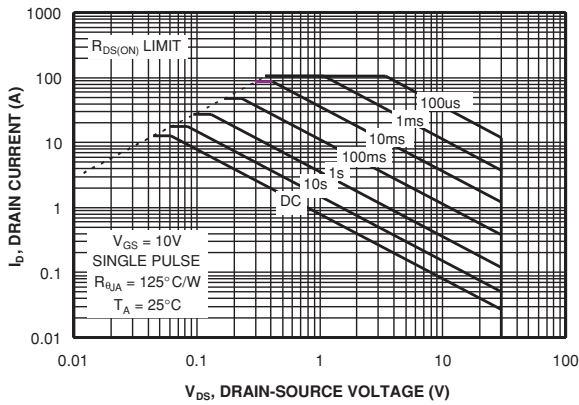 1000
100
10
1
0.1
0.01
I_D, DRAIN CURRENT (A)
R_DS(ON) LIMIT
100us
1ms
10ms
100ms
1s
10s
DC
V_GS = 10V
SINGLE PULSE
R_θJA = 125°C/W
T_A = 25°C
0.01 0.1 1 10 100
V_DS, DRAIN-SOURCE VOLTAGE (V)